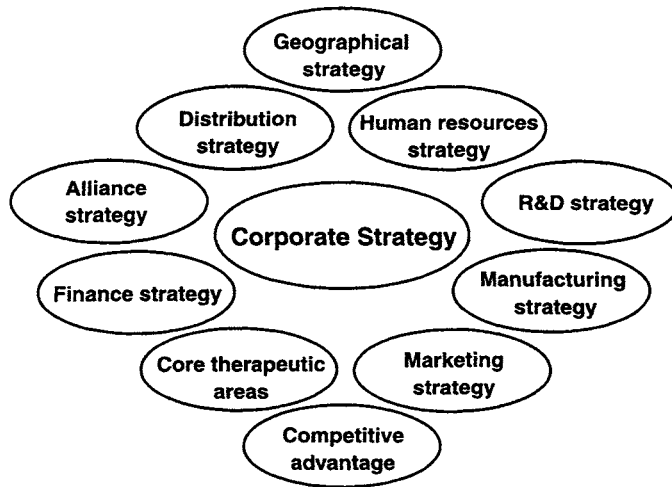 Geographical
strategy
Distribution
strategy
Human resources
strategy
Alliance
strategy
R&D strategy
Corporate Strategy
Finance strategy
Manufacturing
strategy
Core therapeutic
areas
Marketing
strategy
Competitive
advantage